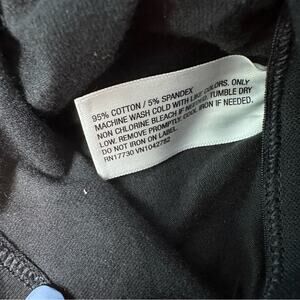 95% COTTON / 5% SPANDEX
MACHINE WASH COLD WITH LIKE COLORS. ONLY
NON CHLORINE BLEACH IF NEEDED. TUMBLE DRY
LOW. REMOVE PROMPTLY. COOL IRON IF NEEDED.
DO NOT IRON ON LABEL.
RN17730 VN1042782